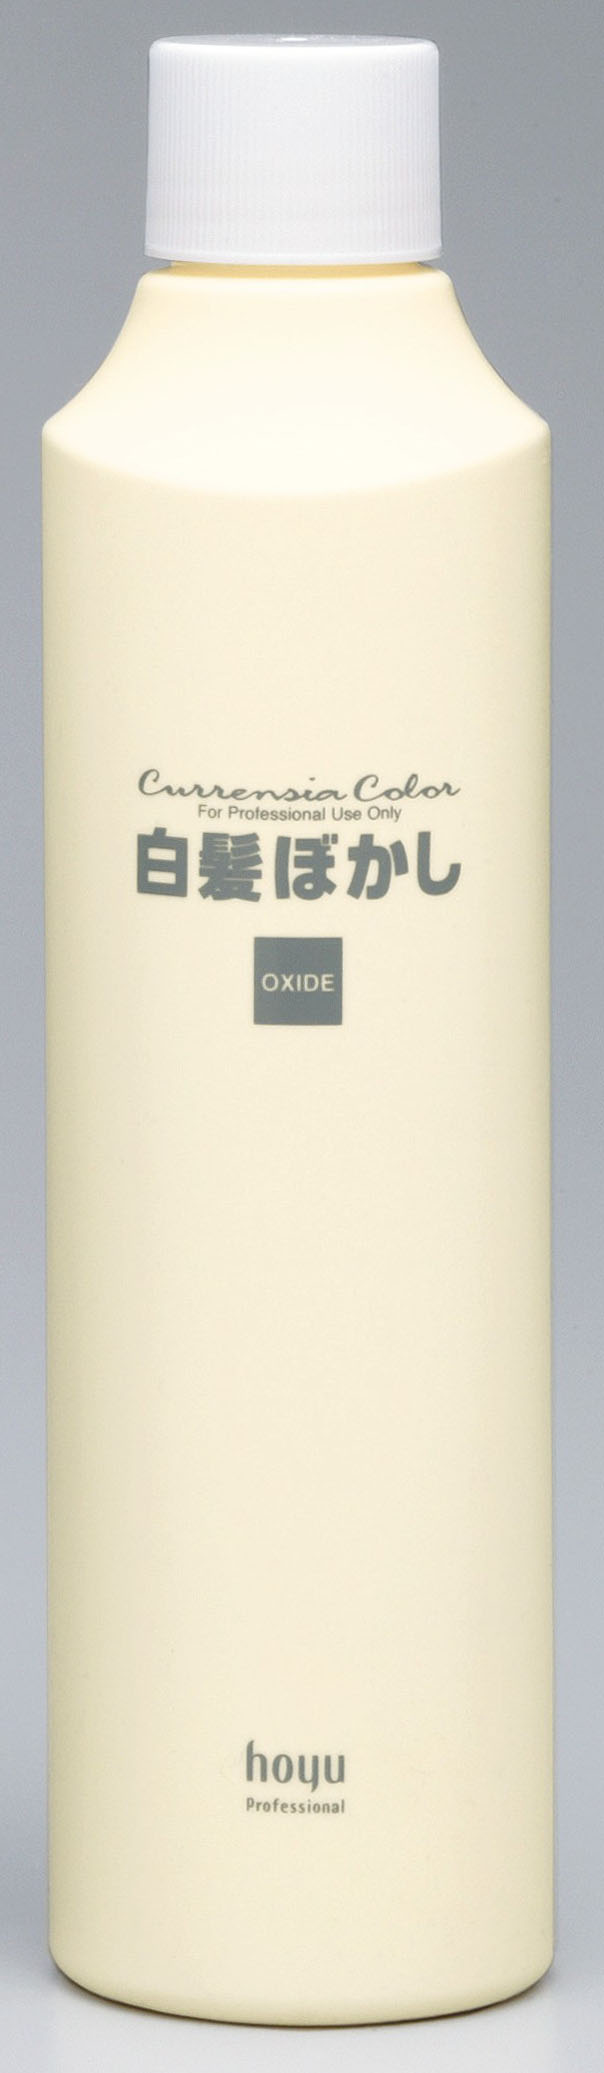 Currensia Color
For Professional Use Only
白髪ぼかし
OXIDE
hoyu
Professional